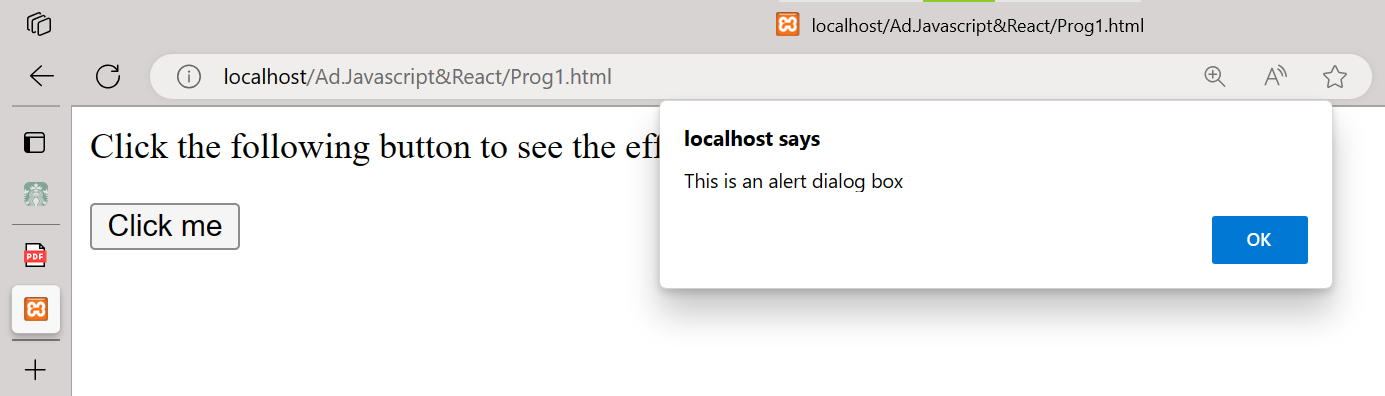 localhost/Ad.Javascript&React/Prog1.html
localhost/Ad.Javascript&React/Prog1.html
localhost says
This is an alert dialog box
OK
Click the following button to see the
Click me
PDF